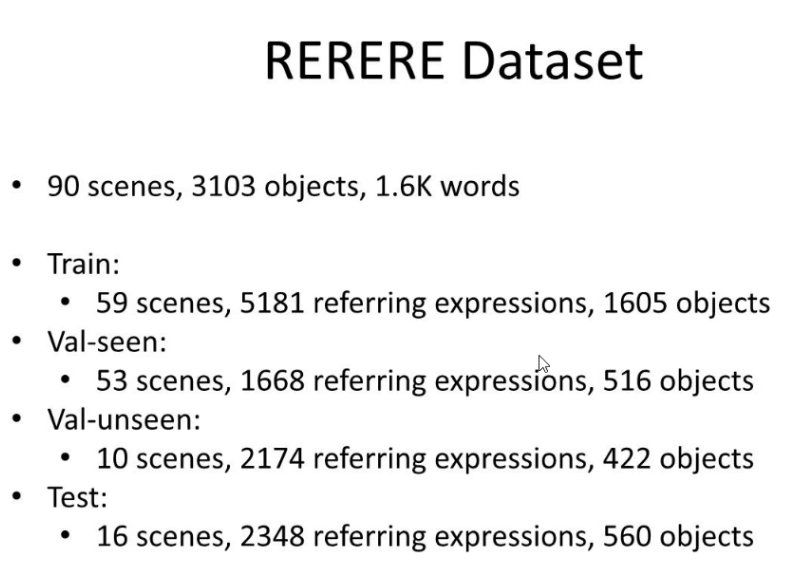 RERERE Dataset
• 90 scenes, 3103 objects, 1.6K words
• Train:
• 59 scenes, 5181 referring expressions, 1605 objects
• Val-seen:
• 53 scenes, 1668 referring expressions, 516 objects
• Val-unseen:
• 10 scenes, 2174 referring expressions, 422 objects
• Test:
• 16 scenes, 2348 referring expressions, 560 objects